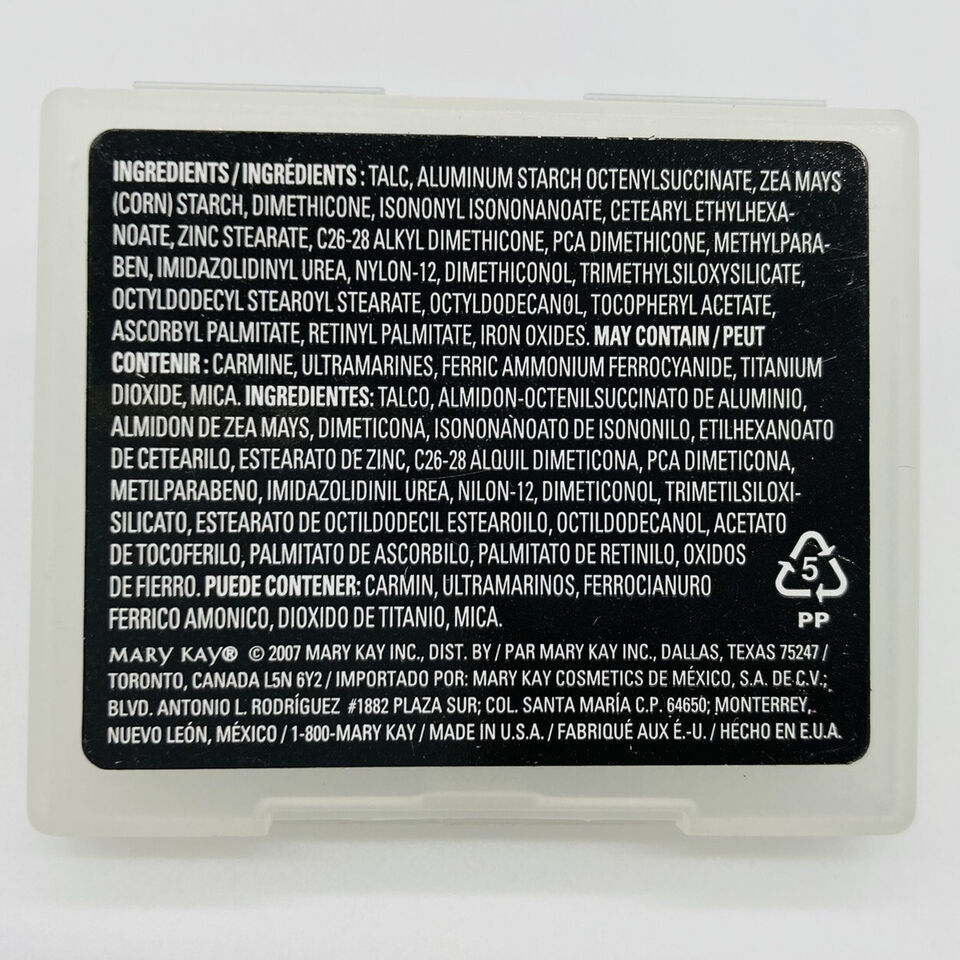 INGREDIENTS / INGRÉDIENTS : TALC, ALUMINUM STARCH OCTENYLSUCCINATE, ZEA MAYS
(CORN) STARCH, DIMETHICONE, ISONONYL ISONONANOATE, CETEARYL ETHYLHEXA-
NOATE, ZINC STEARATE, C26-28 ALKYL DIMETHICONE, PCA DIMETHICONE, METHYLPARA-
BEN, IMIDAZOLIDINYL UREA, NYLON-12, DIMETHICONOL, TRIMETHYLSILOXYSILICATE,
OCTYLDODECYL STEAROYL STEARATE, OCTYLDODECANOL, TOCOPHERYL ACETATE,
ASCORBYL PALMITATE, RETINYL PALMITATE, IRON OXIDES. MAY CONTAIN / PEUT
CONTENIR : CARMINE, ULTRAMARINES, FERRIC AMMONIUM FERROCYANIDE, TITANIUM
DIOXIDE, MICA. INGREDIENTES: TALCO, ALMIDON-OCTENILSUCCINATO DE ALUMINIO,
ALMIDON DE ZEA MAYS, DIMETICONA, ISONONANOATO DE ISONONILO, ETILHEXANOATO
DE CETEARILO, ESTEARATO DE ZINC, C26-28 ALQUIL DIMETICONA, PCA DIMETICONA,
METILPARABENO, IMIDAZOLIDINIL UREA, NILON-12, DIMETICONOL, TRIMETILSILOXI-
SILICATO, ESTEARATO DE OCTILDODECIL ESTEAROILO, OCTILDODECANOL, ACETATO
DE TOCOFERILO, PALMITATO DE ASCORBILO, PALMITATO DE RETINILO, OXIDOS
DE FIERRO. PUEDE CONTENER: CARMIN, ULTRAMARINOS, FERROCIANURO
FERRICO AMONICO, DIOXIDO DE TITANIO, MICA.
5
PP
MARY KAY® © 2007 MARY KAY INC., DIST. BY / PAR MARY KAY INC., DALLAS, TEXAS 75247 /
TORONTO, CANADA L5N 6Y2 / IMPORTADO POR: MARY KAY COSMETICS DE MÉXICO, S.A. DE C.V.;
BLVD. ANTONIO L. RODRÍGUEZ #1882 PLAZA SUR; COL. SANTA MARÍA C.P. 64650; MONTERREY,
NUEVO LEÓN, MÉXICO / 1-800-MARY KAY / MADE IN U.S.A. / FABRIQUÉ AUX É.-U. / HECHO EN E.U.A.